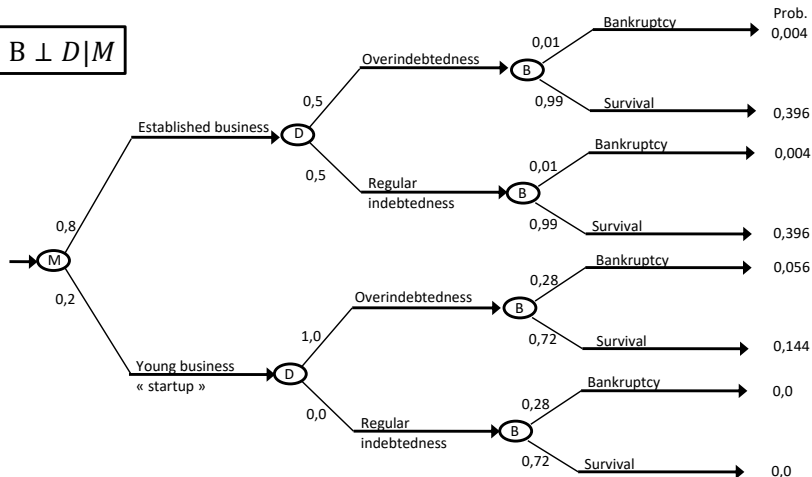 Prob.
B ⊥ D|M
0,01
Bankruptcy
0,004
Overindebtedness
B
0,5
0,99
Survival
0,396
Established business
D
0,01
Bankruptcy
0,004
0,5
Regular
indebtedness
B
0,8
0,99
Survival
0,396
M
0,2
0,28
Bankruptcy
0,056
Overindebtedness
B
1,0
0,72
Survival
0,144
Young business
« startup »
D
0,28
Bankruptcy
0,0
0,0
Regular
indebtedness
B
0,72
Survival
0,0